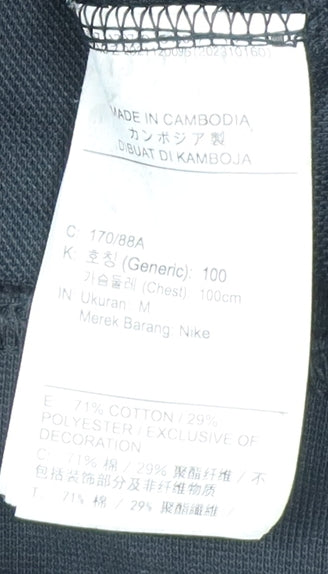 MADE IN CAMBODIA
カンボジア製
DIBUAT DI KAMBOJA
C: 170/88A
K: 호칭 (Generic): 100
가슴둘레 (Chest): 100cm
IN Ukuran: M
Merek Barang: Nike
E: 71% COTTON / 29%
POLYESTER / EXCLUSIVE OF
DECORATION
C: 71% 棉 / 29% 聚酯纤维 / 不
包括装饰部分及非纤维物质
T: 71% 棉 / 29% 聚酯纖維 /